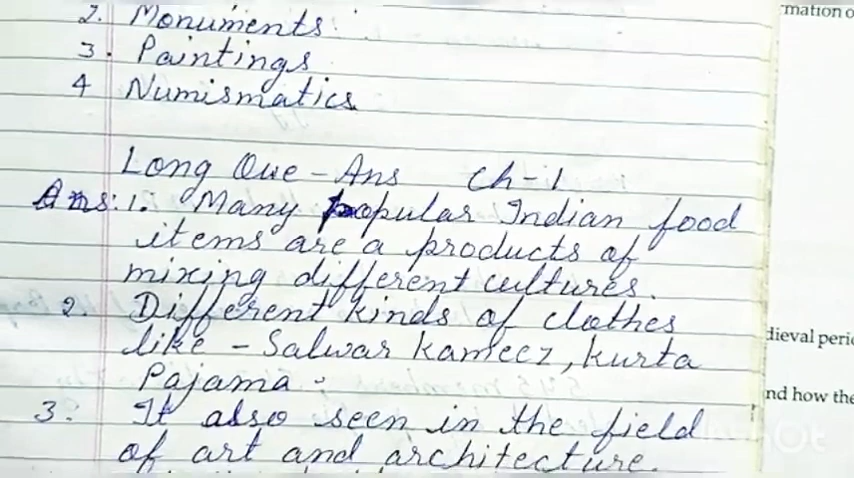 2. Monuments.
3. Paintings
4 Numismatics
Long Que - Ans Ch-1
Ans: 1. Many popular Indian food
items are a products of
mixing different cultures.
2. Different kinds of clothes
like - Salwar Kameez, kurta
Pajama.
3. It also seen in the field
of art and architecture.
mation o
dieval peri
nd how the